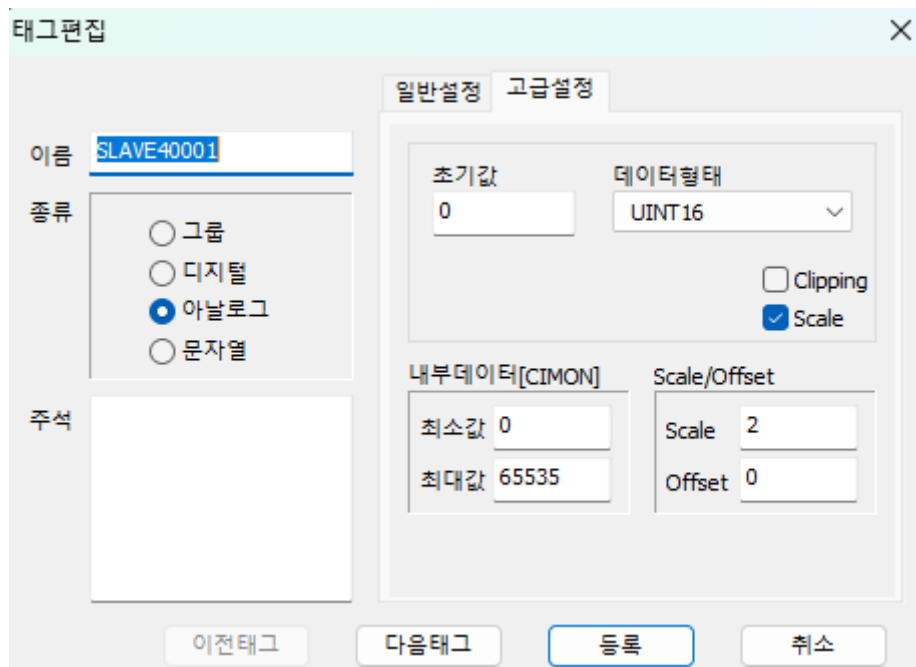 태그편집
일반설정 고급설정
이름 SLAVE40001
종류
그룹
디지털
아날로그
문자열
주석
초기값 데이터형태
0 UINT16
Clipping
Scale
내부데이터[CIMON] Scale/Offset
최소값 0 Scale 2
최대값 65535 Offset 0
이전태그 다음태그 등록 취소